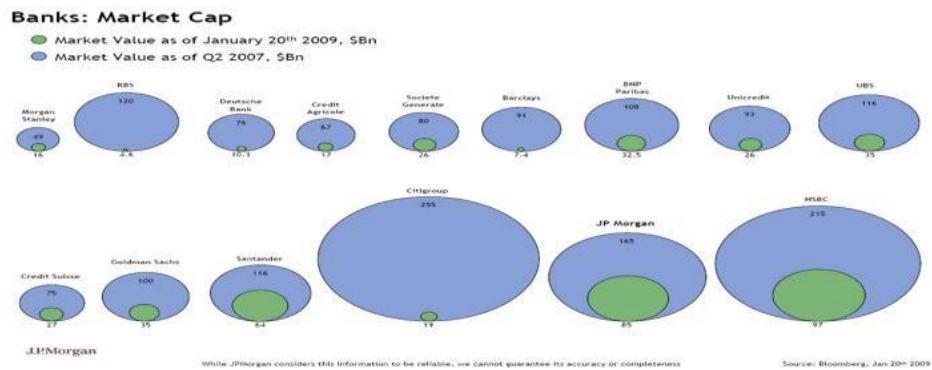 Banks: Market Cap
Market Value as of January 20th 2009, $Bn
Market Value as of Q2 2007, $Bn
Morgan Stanley
49
16
RBS
120
4.6
Deutsche Bank
76
10.3
Credit Agricole
67
17
Societe Generale
80
26
Barclays
91
7.4
BNP Paribas
108
32.5
Unicredit
93
26
UBS
116
35
Credit Suisse
75
27
Goldman Sachs
100
35
Santander
116
64
Citigroup
255
19
JP Morgan
165
85
HSBC
215
97
J.P.Morgan
While JPMorgan considers this information to be reliable, we cannot guarantee its accuracy or completeness
Source: Bloomberg, Jan 20th 2009